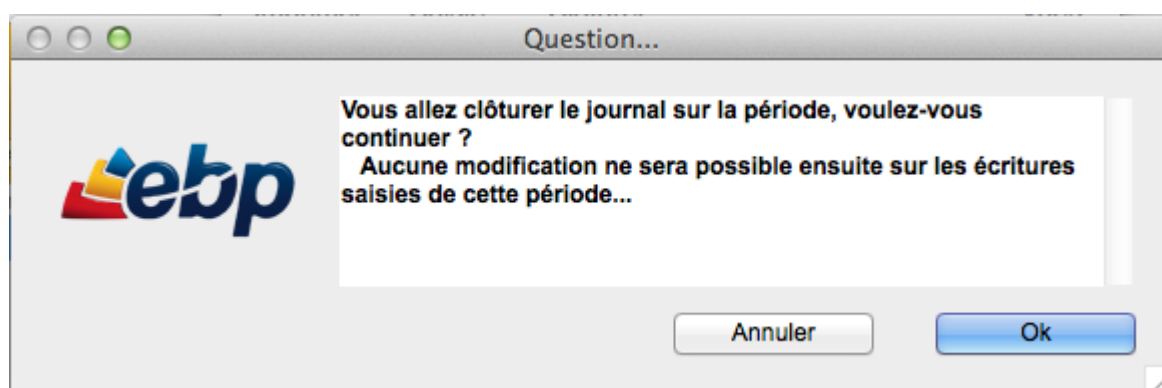 Question...
Vous allez clôturer le journal sur la période, voulez-vous
continuer ?
Aucune modification ne sera possible ensuite sur les écritures
saisies de cette période...
ebp
Annuler
Ok